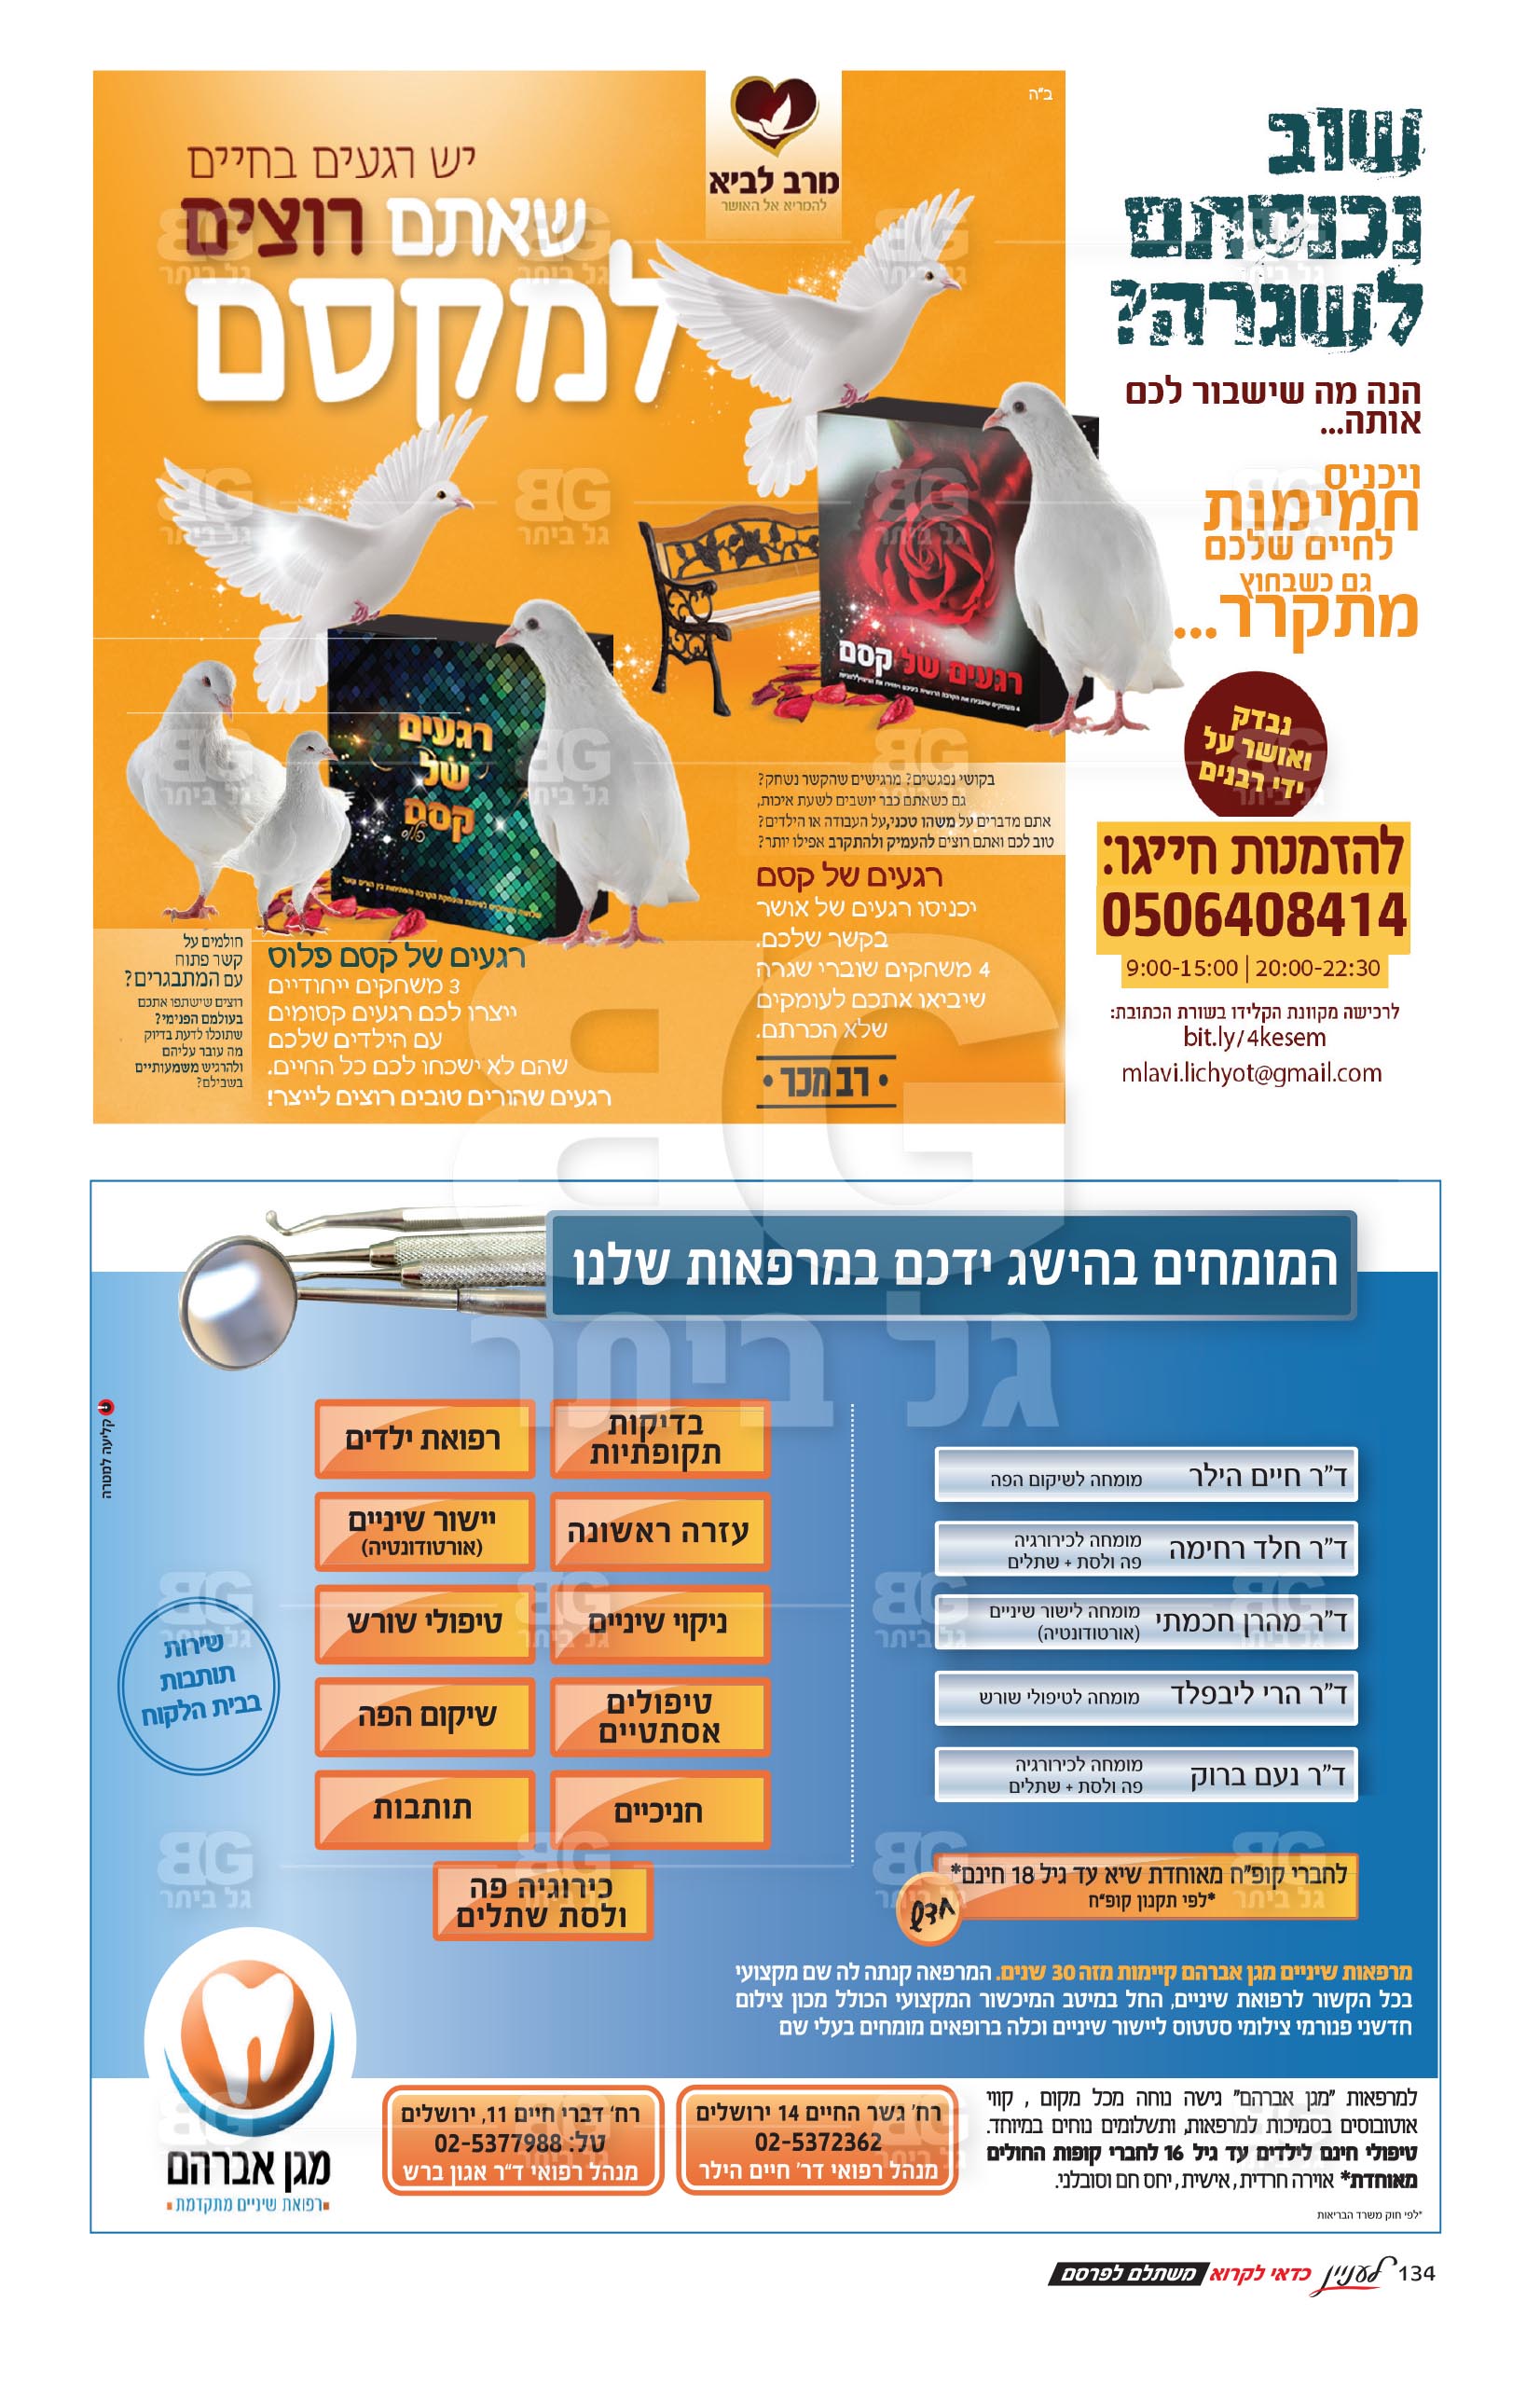 ב"ה
שוב
נכנסתם
לשגרה?
הנה מה שישבור לכם
אותה...
ויכניס
חמימות
לחיים שלכם
גם כשבחוץ
מתקרר...
נבדק
ואושר על
ידי רבנים
להזמנות חייגו:
0506408414
9:00-15:00 | 20:00-22:30
לרכישה מקוונת הקלידו בשורת הכתובת:
bit.ly/4kesem
mlavi.lichyot@gmail.com
מרב לביא
להמריא אל האושר
יש רגעים בחיים
שאתם רוצים
למקסם
רגעים של קסם
רגעים
של
קסם
פלוס
בקושי נפגשים? מרגישים שהקשר נשחק?
גם כשאתם כבר יושבים לשעת איכות,
אתם מדברים על משהו טכני,על העבודה או הילדים?
טוב לכם ואתם רוצים להעמיק ולהתקרב אפילו יותר?
רגעים של קסם
יכניסו רגעים של אושר
בקשר שלכם.
4 משחקים שוברי שגרה
שיביאו אתכם לעומקים
שלא הכרתם.
• רב מכר •
רגעים של קסם פלוס
3 משחקים ייחודיים
ייצרו לכם רגעים קסומים
עם הילדים שלכם
שהם לא ישכחו לכם כל החיים.
רגעים שהורים טובים רוצים לייצר!
חולמים על
קשר פתוח
עם המתבגרים?
רוצים שישתפו אתכם
בעולמם הפנימי?
שתוכלו לדעת בדיוק
מה עובר עליהם
ולהרגיש משמעותיים
בשבילם?
המומחים בהישג ידכם במרפאות שלנו
ד"ר חיים הילר מומחה לשיקום הפה
ד"ר חלד רחימה מומחה לכירורגיה
פה ולסת + שתלים
ד"ר מהרן חכמתי מומחה לישור שיניים
(אורטודונטיה)
ד"ר הרי ליבפלד מומחה לטיפולי שורש
ד"ר נעם ברוק מומחה לכירורגיה
פה ולסת + שתלים
בדיקות
תקופתיות
רפואת ילדים
עזרה ראשונה
יישור שיניים
(אורטודונטיה)
ניקוי שיניים
טיפולי שורש
טיפולים
אסתטיים
שיקום הפה
חניכיים
תותבות
כירוגיה פה
ולסת שתלים
קליעה למטרה
שירות
תותבות
בבית הלקוח
לחברי קופ"ח מאוחדת שיא עד גיל 18 חינם*
*לפי תקנון קופ"ח
חדש
מרפאות שיניים מגן אברהם קיימות מזה 30 שנים. המרפאה קנתה לה שם מקצועי
בכל הקשור לרפואת שיניים, החל במיטב המיכשור המקצועי הכולל מכון צילום
חדשני פנורמי צילומי סטטוס ליישור שיניים וכלה ברופאים מומחים בעלי שם
למרפאות "מגן אברהם" גישה נוחה מכל מקום , קווי
אוטובוסים בסמיכות למרפאות, ותשלומים נוחים במיוחד.
טיפולי חינם לילדים עד גיל 16 לחברי קופות החולים
מאוחדת* אוירה חרדית, אישית, יחס חם וסובלני.
*לפי חוק משרד הבריאות
רח' גשר החיים 14 ירושלים
02-5372362
מנהל רפואי דר' חיים הילר
רח' דברי חיים 11, ירושלים
טל: 02-5377988
מנהל רפואי ד"ר אגון ברש
מגן אברהם
רפואת שיניים מתקדמת
134 לעניין כדאי לקרוא משתלם לפרסם
BG
גל ביתר